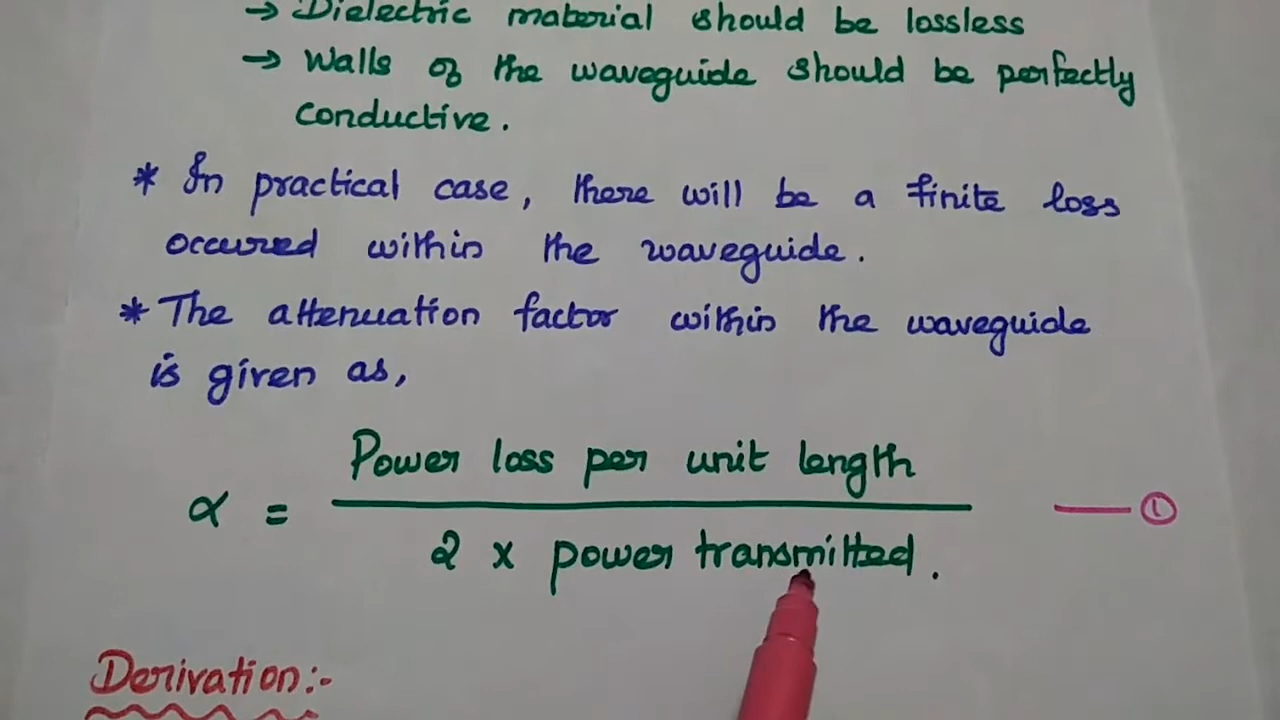 → Dielectric material should be lossless
→ Walls of the waveguide should be perfectly
conductive.
* In practical case, there will be a finite loss
occured within the waveguide.
* The attenuation factor within the waveguide
is given as,
α = Power loss per unit length / 2 x power transmitted. — ①
Derivation:-